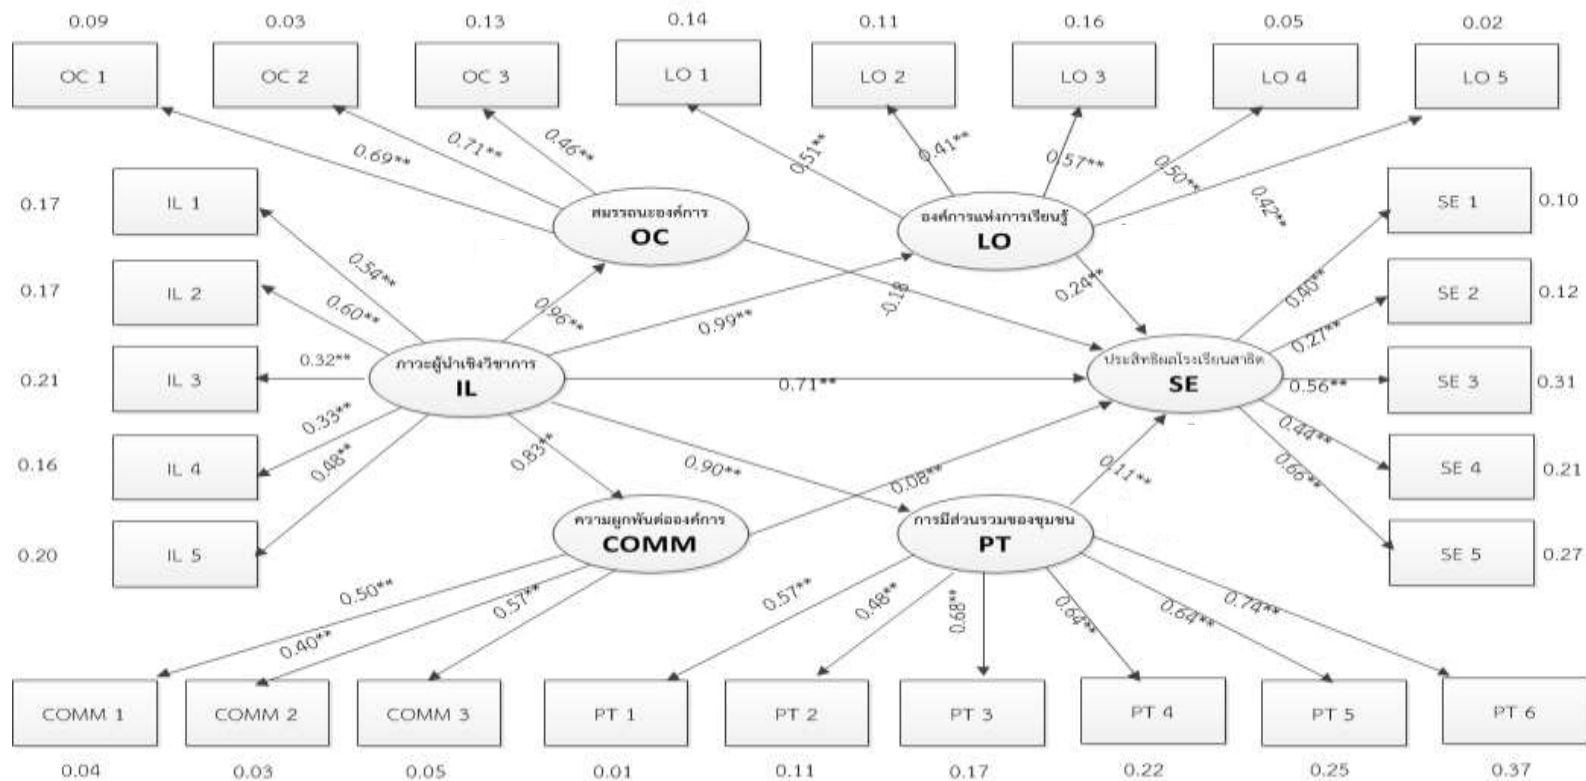 0.09 0.03 0.13 0.14 0.11 0.16 0.05 0.02
OC 1 OC 2 OC 3 LO 1 LO 2 LO 3 LO 4 LO 5
0.69** 0.71** 0.46** 0.51** 0.41** 0.57** 0.50** 0.42**
สมรรถนะองค์การ
OC
องค์การแห่งการเรียนรู้
LO
0.17 IL 1
0.17 IL 2
0.21 IL 3
0.16 IL 4
0.20 IL 5
0.54**
0.60**
0.32**
0.33**
0.48**
ภาวะผู้นำเชิงวิชาการ
IL
0.96**
0.99**
-0.18
0.24**
0.71**
0.83**
0.90**
0.08**
0.11**
ประสิทธิผลโรงเรียนสาธิต
SE
0.40**
0.27**
0.56**
0.44**
0.66**
SE 1 0.10
SE 2 0.12
SE 3 0.31
SE 4 0.21
SE 5 0.27
ความผูกพันต่อองค์การ
COMM
การมีส่วนรวมของชุมชน
PT
0.50** 0.40** 0.57** 0.57** 0.48** 0.68** 0.64** 0.64** 0.74**
COMM 1 COMM 2 COMM 3 PT 1 PT 2 PT 3 PT 4 PT 5 PT 6
0.04 0.03 0.05 0.01 0.11 0.17 0.22 0.25 0.37